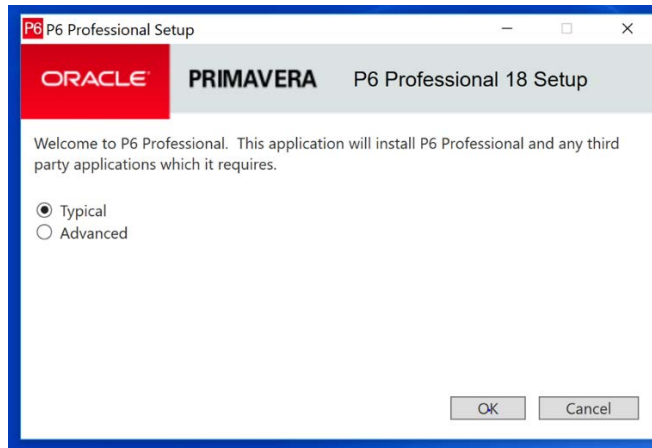 P6 P6 Professional Setup
ORACLE PRIMAVERA P6 Professional 18 Setup
Welcome to P6 Professional. This application will install P6 Professional and any third
party applications which it requires.
Typical
Advanced
OK Cancel